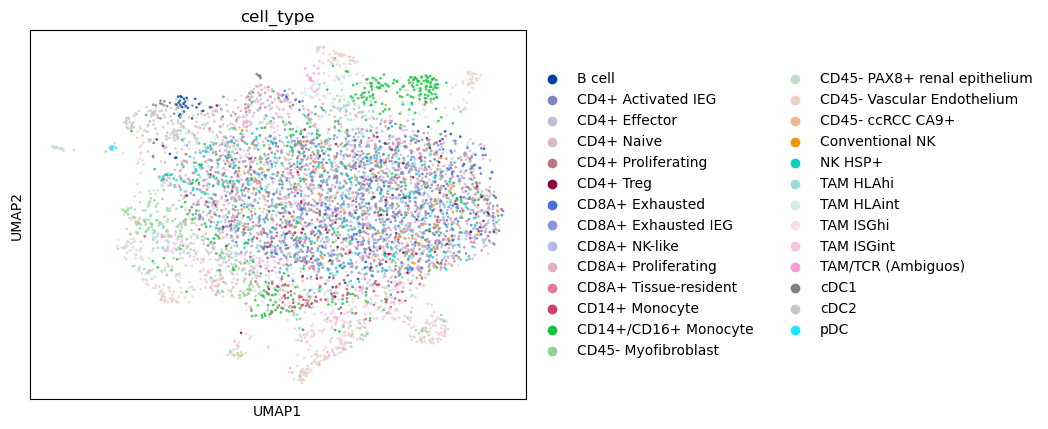 cell_type
UMAP2
UMAP1
B cell
CD4+ Activated IEG
CD4+ Effector
CD4+ Naive
CD4+ Proliferating
CD4+ Treg
CD8A+ Exhausted
CD8A+ Exhausted IEG
CD8A+ NK-like
CD8A+ Proliferating
CD8A+ Tissue-resident
CD14+ Monocyte
CD14+/CD16+ Monocyte
CD45- Myofibroblast
CD45- PAX8+ renal epithelium
CD45- Vascular Endothelium
CD45- ccRCC CA9+
Conventional NK
NK HSP+
TAM HLAhi
TAM HLAint
TAM ISGhi
TAM ISGint
TAM/TCR (Ambiguos)
cDC1
cDC2
pDC